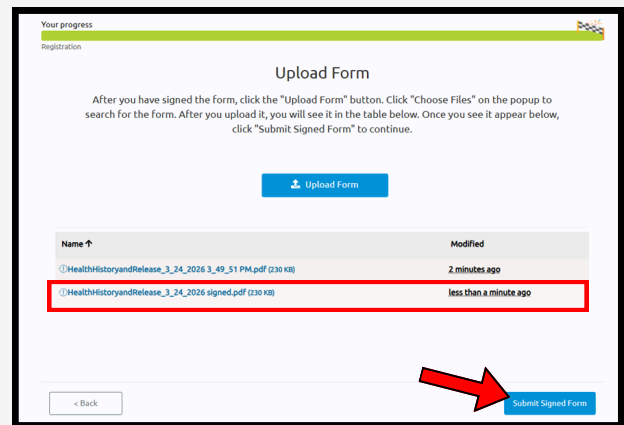 Your progress
Registration
Upload Form
After you have signed the form, click the "Upload Form" button. Click "Choose Files" on the popup to
search for the form. After you upload it, you will see it in the table below. Once you see it appear below,
click "Submit Signed Form" to continue.
Upload Form
Name Modified
HealthHistoryandRelease_3_24_2026 3_49_51 PM.pdf (230 KB) 2 minutes ago
HealthHistoryandRelease_3_24_2026 signed.pdf (230 KB) less than a minute ago
< Back Submit Signed Form